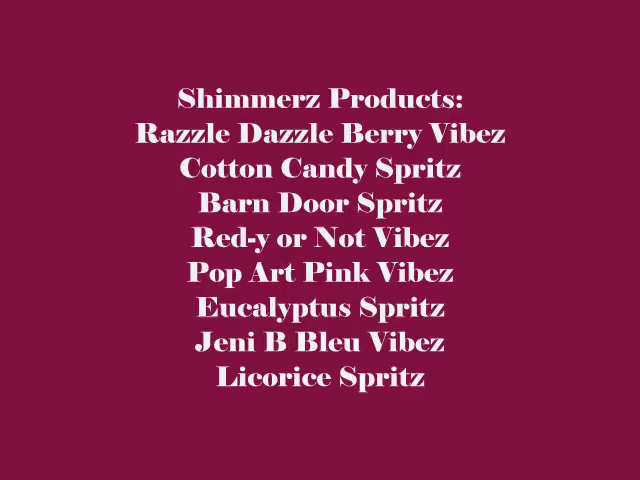 Shimmerz Products:
Razzle Dazzle Berry Vibez
Cotton Candy Spritz
Barn Door Spritz
Red-y or Not Vibez
Pop Art Pink Vibez
Eucalyptus Spritz
Jeni B Bleu Vibez
Licorice Spritz